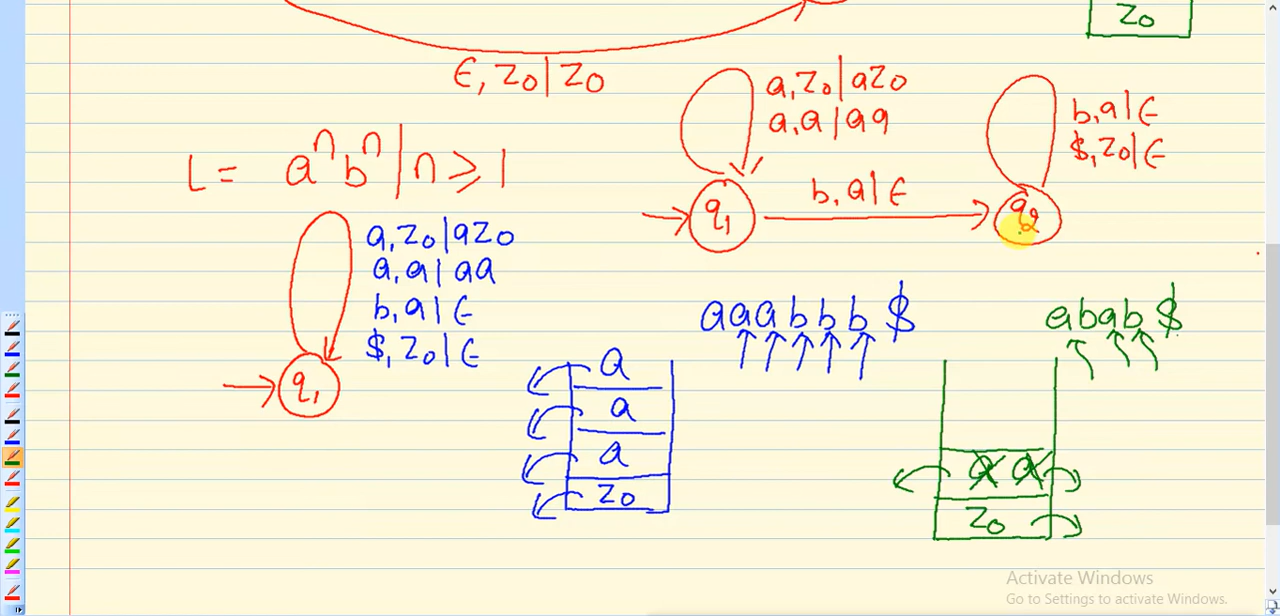 Z0
ϵ, Z0 | Z0
a, Z0 | aZ0
a, a | aa
b, a | ϵ
$, Z0 | ϵ
L = a^n b^n | n ≥ 1
b, a | ϵ
q1
q2
a, Z0 | aZ0
a, a | aa
b, a | ϵ
$, Z0 | ϵ
q1
aaabbb$
abab$
a
a
a
Z0
a a
Z0
Activate Windows
Go to Settings to activate Windows.